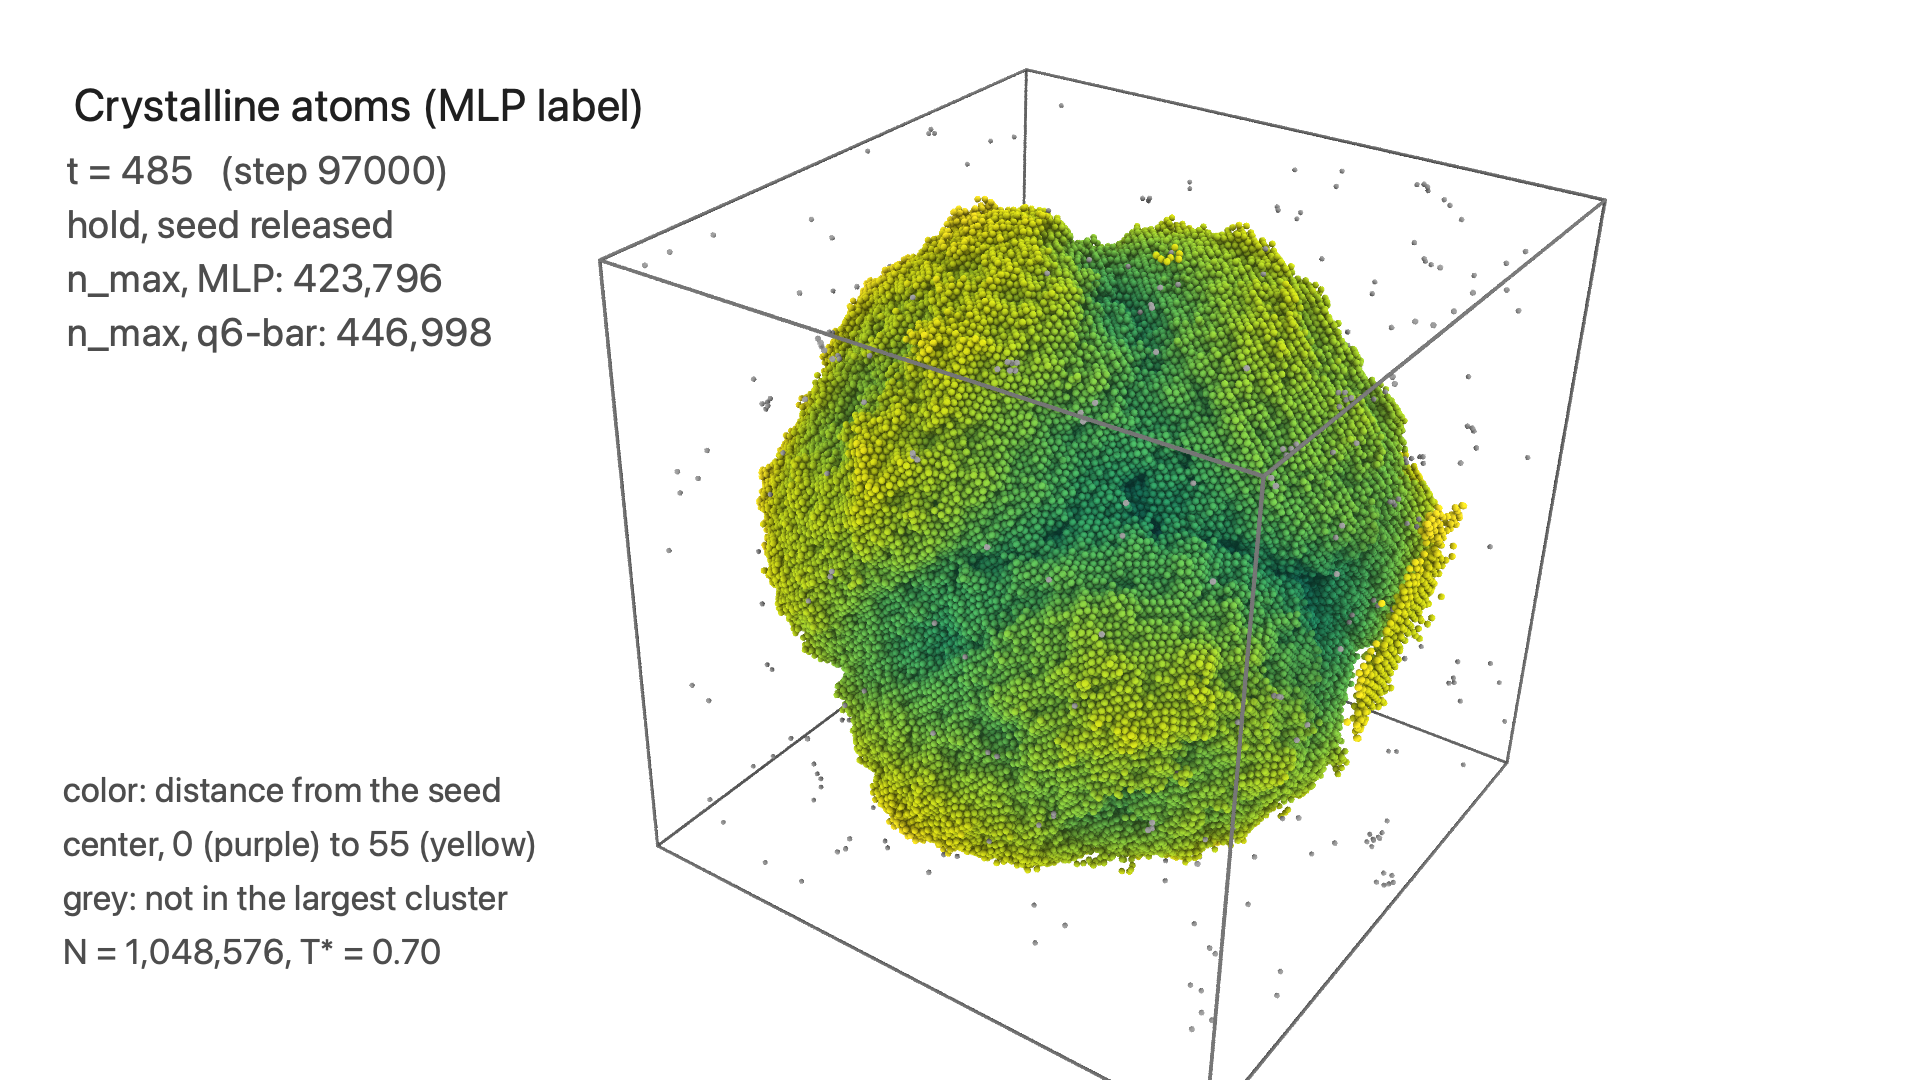 Crystalline atoms (MLP label)
t = 485 (step 97000)
hold, seed released
n_max, MLP: 423,796
n_max, q6-bar: 446,998
color: distance from the seed
center, 0 (purple) to 55 (yellow)
grey: not in the largest cluster
N = 1,048,576, T* = 0.70